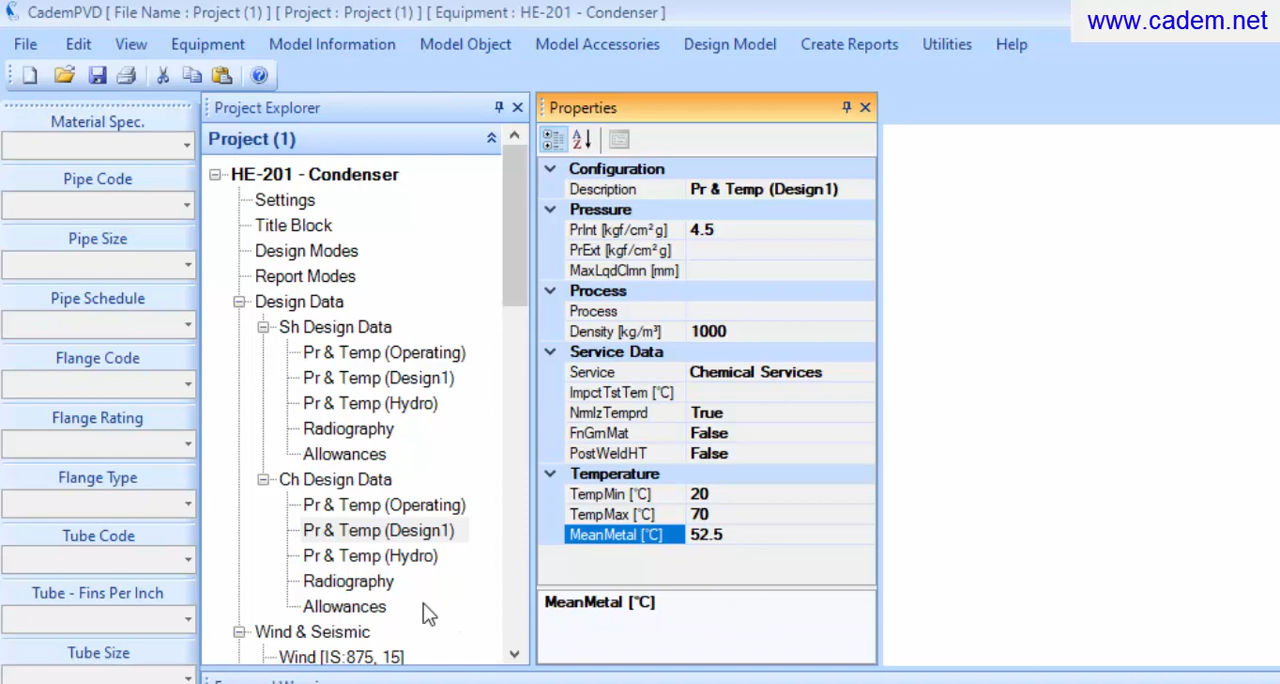 CademPVD [ File Name : Project (1) ] [ Project : Project (1) ] [ Equipment : HE-201 - Condenser ]
www.cadem.net
File Edit View Equipment Model Information Model Object Model Accessories Design Model Create Reports Utilities Help
Material Spec.
Pipe Code
Pipe Size
Pipe Schedule
Flange Code
Flange Rating
Flange Type
Tube Code
Tube - Fins Per Inch
Tube Size
Project Explorer
Project (1)
HE-201 - Condenser
Settings
Title Block
Design Modes
Report Modes
Design Data
Sh Design Data
Pr & Temp (Operating)
Pr & Temp (Design1)
Pr & Temp (Hydro)
Radiography
Allowances
Ch Design Data
Pr & Temp (Operating)
Pr & Temp (Design1)
Pr & Temp (Hydro)
Radiography
Allowances
Wind & Seismic
Wind [IS:875, 15]
Properties
Configuration
Description Pr & Temp (Design1)
Pressure
PrInt [kgf/cm² g] 4.5
PrExt [kgf/cm² g]
MaxLqdClmn [mm]
Process
Process
Density [kg/m³] 1000
Service Data
Service Chemical Services
ImpctTstTem [°C]
NrmlzTemprd True
FnGrnMat False
PostWeldHT False
Temperature
TempMin [°C] 20
TempMax [°C] 70
MeanMetal [°C] 52.5
MeanMetal [°C]